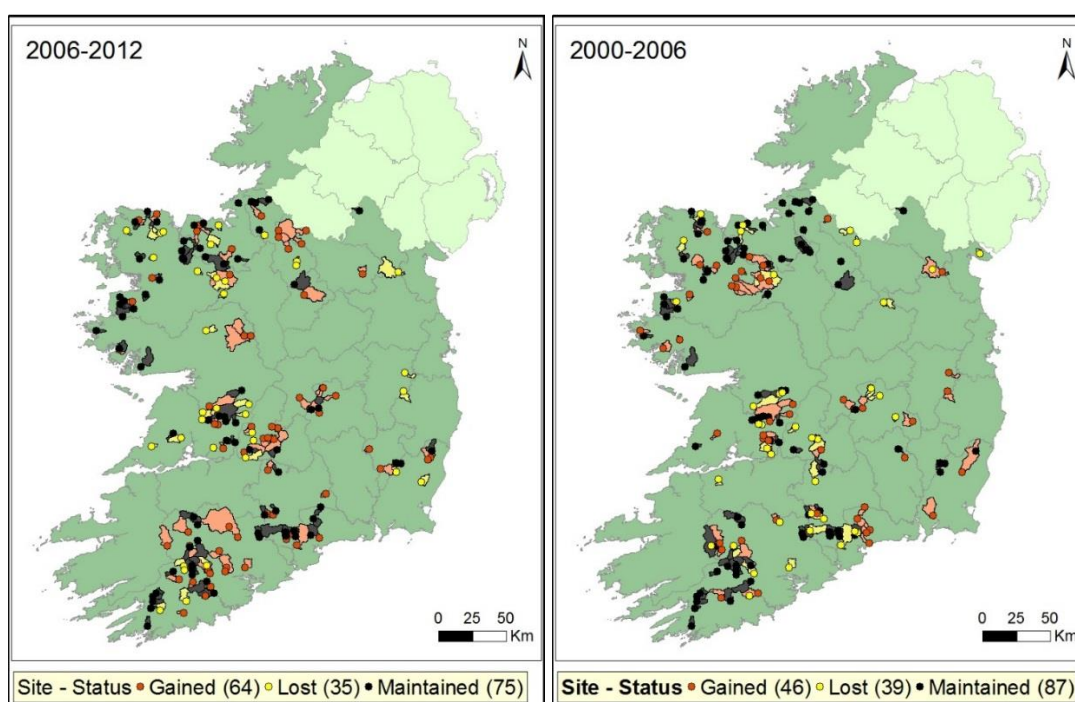 2006-2012
N
0 25 50
Km
Site - Status Gained (64) Lost (35) Maintained (75)
2000-2006
N
0 25 50
Km
Site - Status Gained (46) Lost (39) Maintained (87)